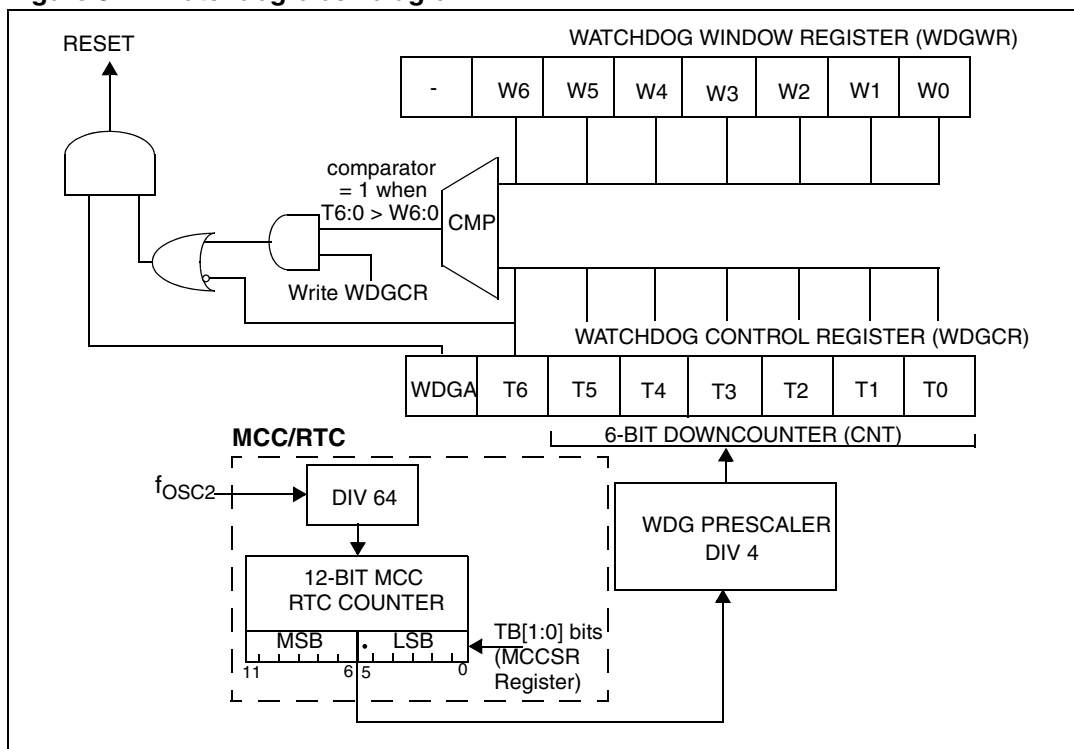 RESET
WATCHDOG WINDOW REGISTER (WDGWR)
- W6 W5 W4 W3 W2 W1 W0
comparator
= 1 when
T6:0 > W6:0
CMP
Write WDGCR
WATCHDOG CONTROL REGISTER (WDGCR)
WDGA T6 T5 T4 T3 T2 T1 T0
6-BIT DOWNCOUNTER (CNT)
MCC/RTC
fOSC2
DIV 64
WDG PRESCALER
DIV 4
12-BIT MCC
RTC COUNTER
MSB LSB
11 6 5 0
TB[1:0] bits
(MCCSR
Register)